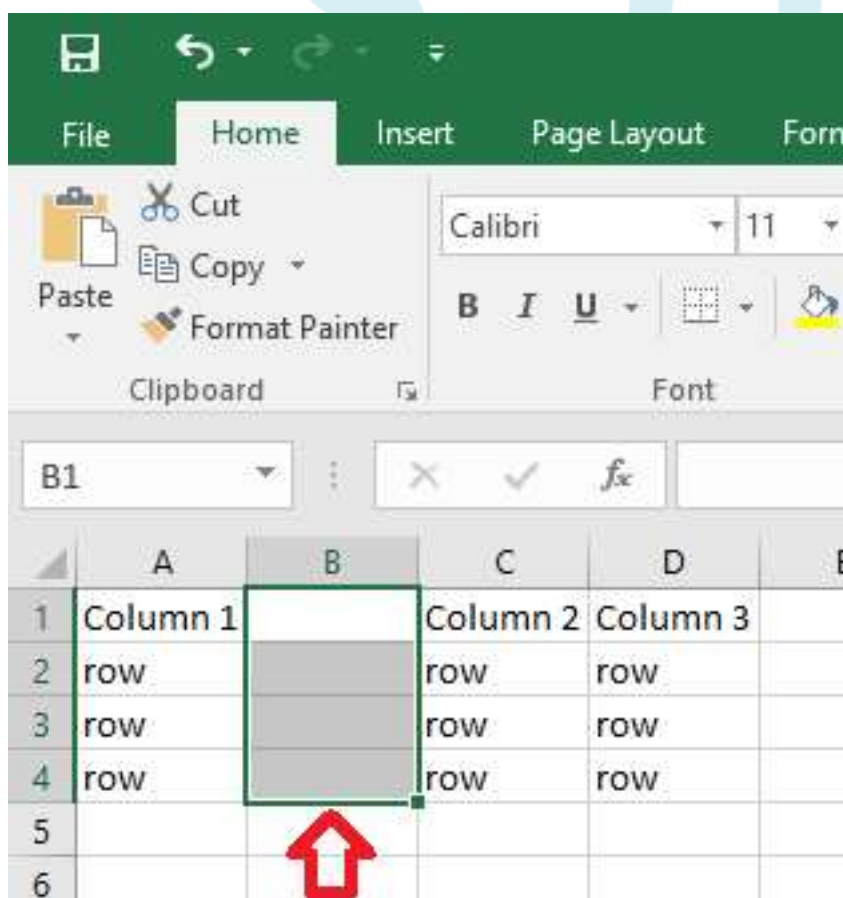 File Home Insert Page Layout Form
Cut
Calibri 11
Copy
Paste
B I U
Format Painter
Clipboard Font
B1 fx
A B C D E
1 Column 1 Column 2 Column 3
2 row row row
3 row row row
4 row row row
5
6